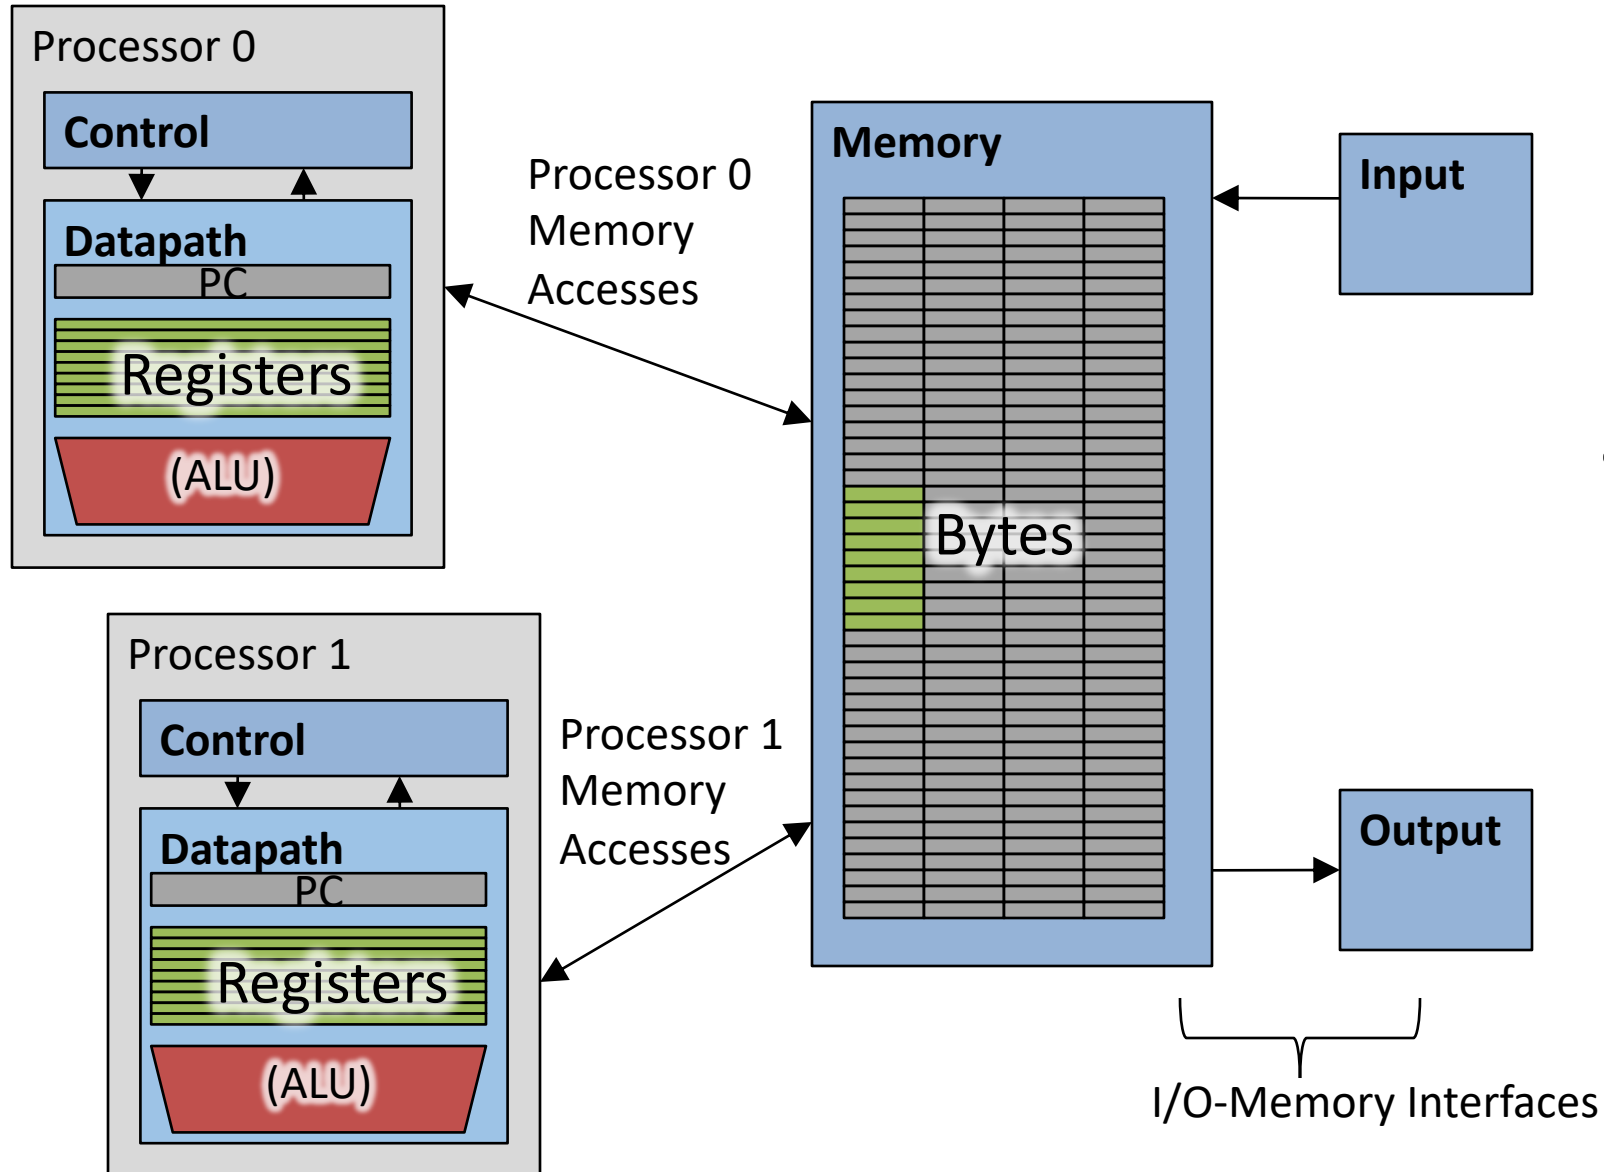 Processor 0
Control
Datapath
PC
Registers
(ALU)
Processor 0
Memory
Accesses
Memory
Bytes
Input
Processor 1
Control
Datapath
PC
Registers
(ALU)
Processor 1
Memory
Accesses
Output
I/O-Memory Interfaces